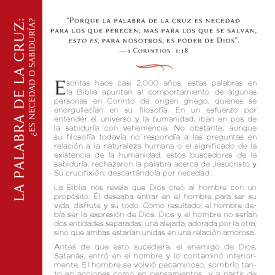 LA PALABRA DE LA CRUZ:
¿ES NECEDAD O SABIDURÍA?
"Porque la palabra de la cruz es necedad
para los que perecen; mas para los que se salvan,
esto es, para nosotros, es poder de Dios".
—1 Corintios 1:18
Escritas hace casi 2,000 años, estas palabras en
la Biblia apuntan al comportamiento de algunas
personas en Corinto de origen griego, quienes se
enorgullecían en su filosofía. En un esfuerzo por
entender el universo y la humanidad, iban en pos de
la sabiduría con vehemencia. No obstante, aunque
su filosofía todavía no respondía a las preguntas en
relación a la naturaleza humana o el significado de la
existencia de la humanidad, estos buscadores de la
sabiduría, rechazaron la palabra acerca de Jesucristo y
Su crucifixión, descartándola por necedad.
La Biblia nos revela que Dios creó al hombre con un
propósito. Él deseaba entrar en el hombre para ser su
vida, disfrute y su todo. Como resultado, el hombre de-
bía ser la expresión de Dios. Dios y el hombre no serían
dos entidades separadas: una alejada, adorada por la otra,
sino que ambas estarían unidas en una relación amorosa.
Antes de que esto sucediera, el enemigo de Dios,
Satanás, entró en el hombre y lo contaminó interior-
mente. El hombre se volvió pecaminoso, sombrío tan-
to en acciones como en pensamientos, y a partir de